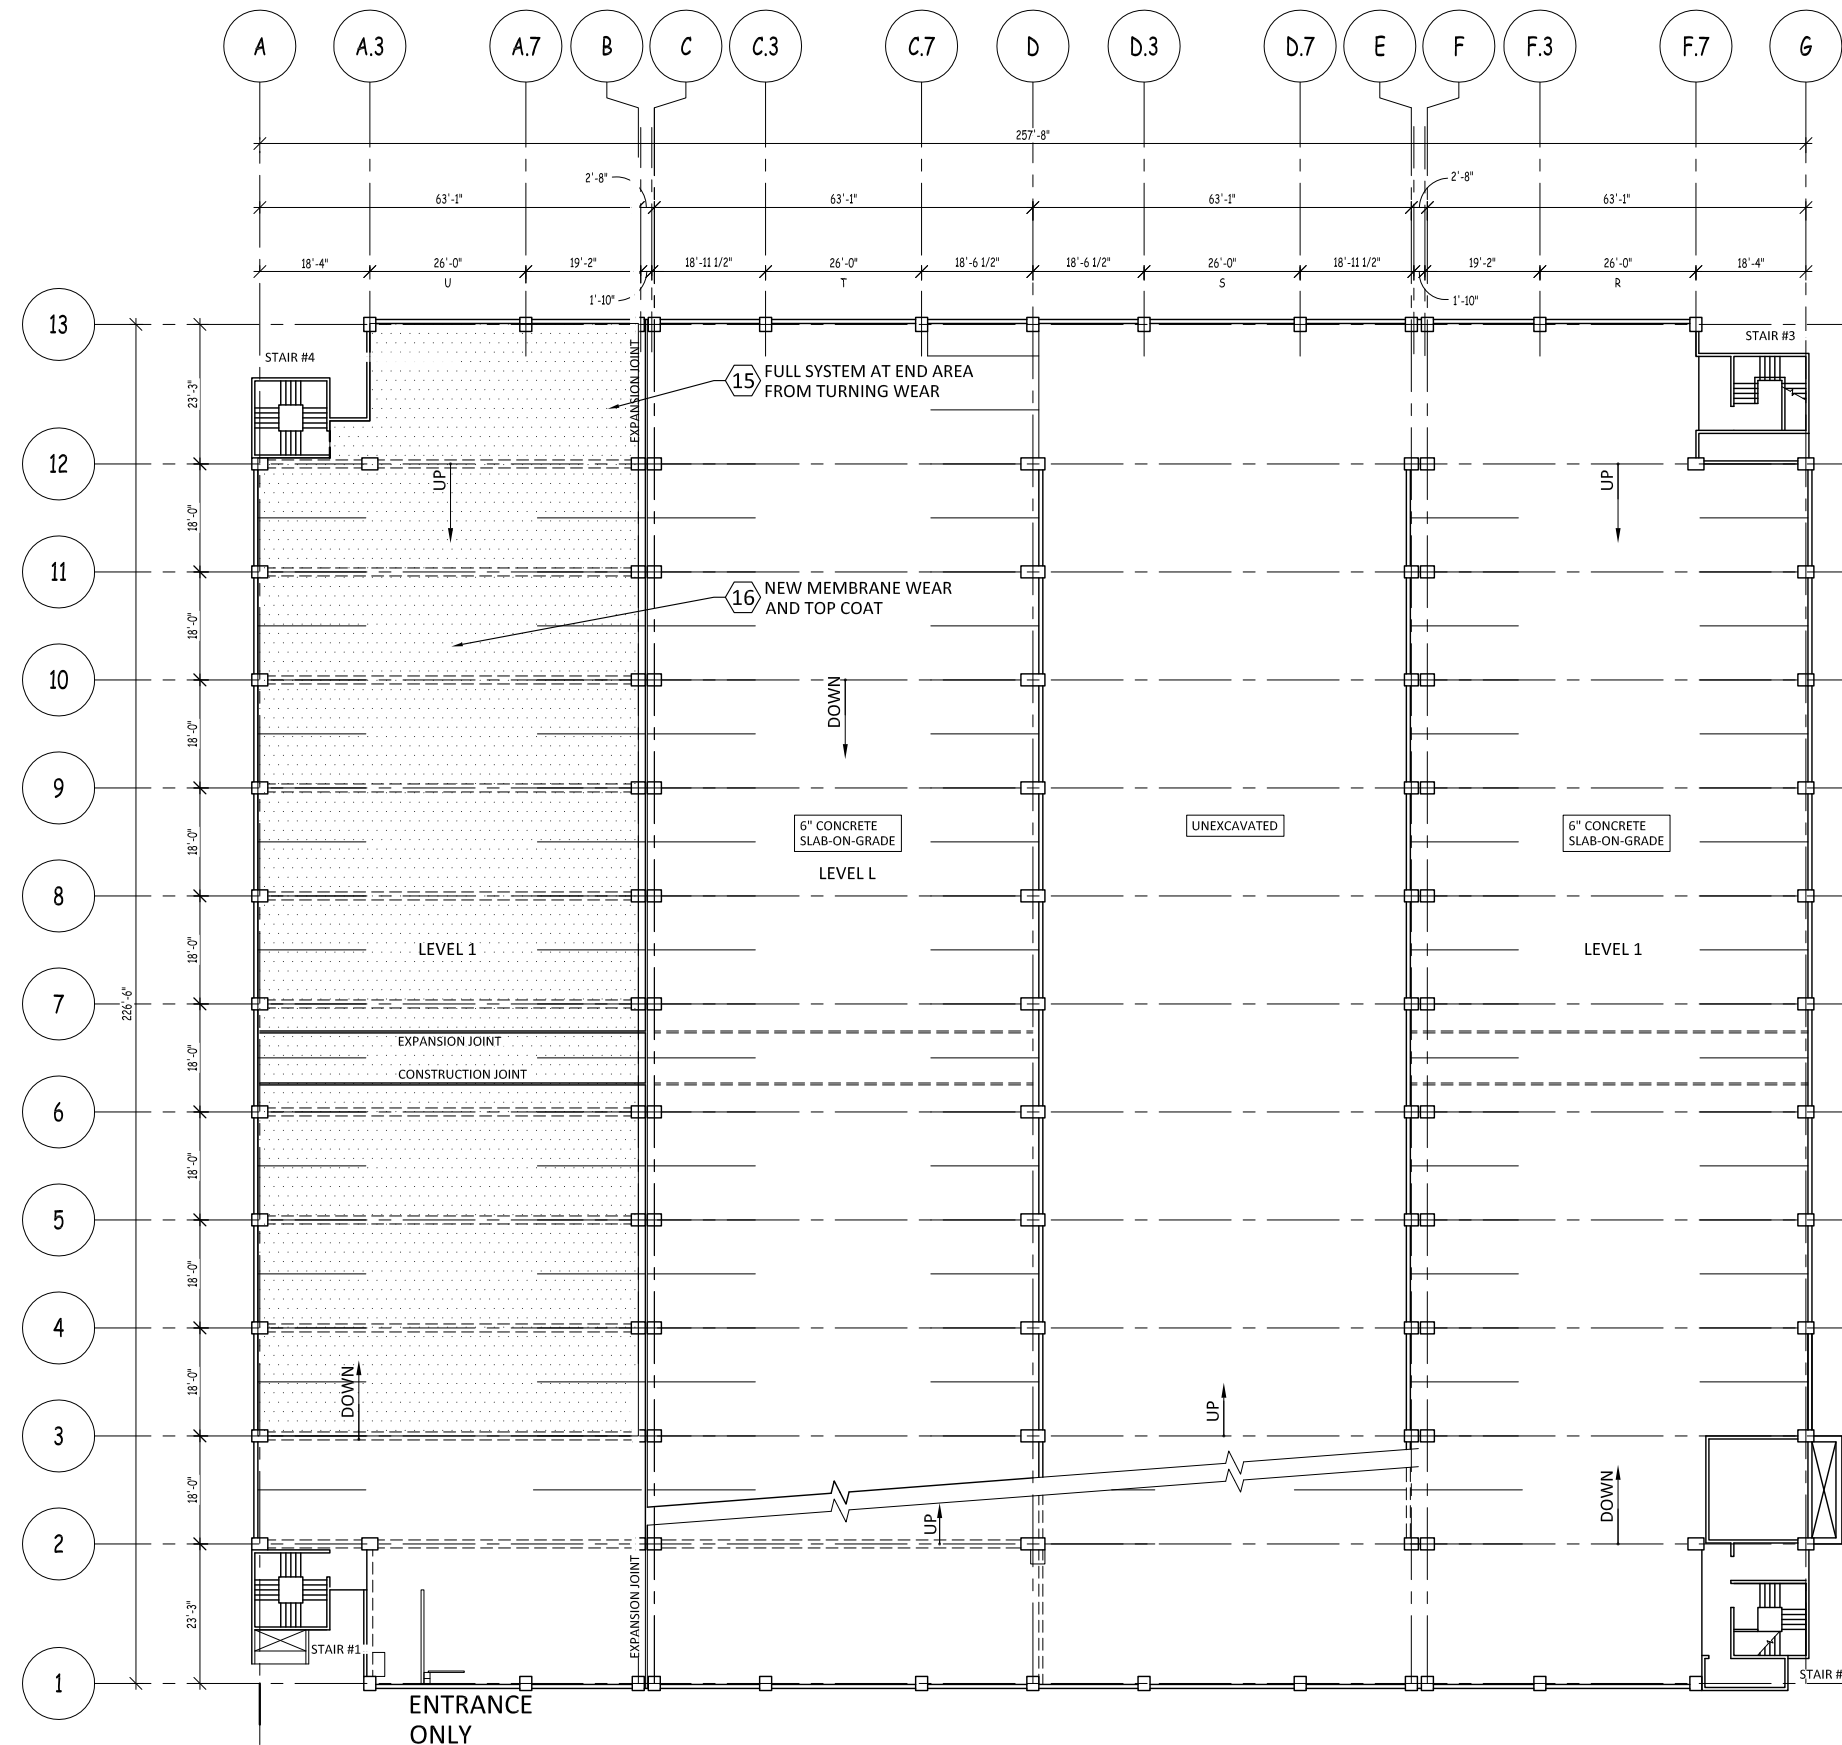 A A.3 A.7 B C C.3 C.7 D D.3 D.7 E F F.3 F.7 G
257'-8"
2'-8" 2'-8"
63'-1" 63'-1" 63'-1" 63'-1"
18'-4" 26'-0" 19'-2" 18'-11 1/2" 26'-0" 18'-6 1/2" 18'-6 1/2" 26'-0" 18'-11 1/2" 19'-2" 26'-0" 18'-4"
U T S R
1'-10" 1'-10"
13
STAIR #4
STAIR #3
EXPANSION JOINT
15 FULL SYSTEM AT END AREA
FROM TURNING WEAR
23'-3"
12
UP
UP
18'-0"
11
16 NEW MEMBRANE WEAR
AND TOP COAT
18'-0"
10
DOWN
18'-0"
9
6" CONCRETE
SLAB-ON-GRADE
UNEXCAVATED
6" CONCRETE
SLAB-ON-GRADE
18'-0"
LEVEL L
8
LEVEL 1
LEVEL 1
18'-0"
7
226'-6"
EXPANSION JOINT
18'-0"
CONSTRUCTION JOINT
6
18'-0"
5
18'-0"
4
DOWN
18'-0"
UP
3
18'-0"
DOWN
UP
2
EXPANSION JOINT
23'-3"
STAIR #1
STAIR #
1
ENTRANCE
ONLY